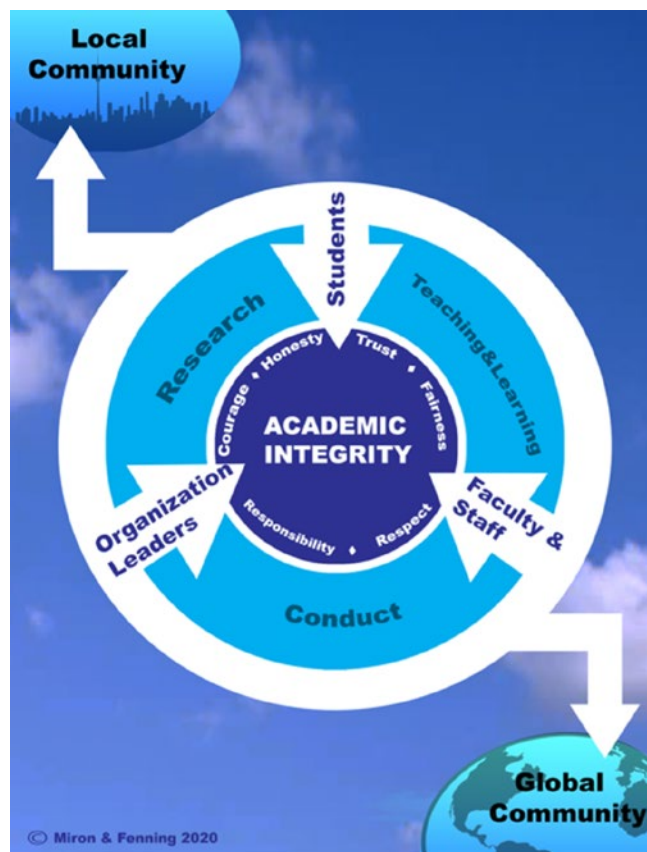 Local
Community
Students
Research
Teaching&Learning
Courage ♦ Honesty
Trust ♦ Fairness
ACADEMIC
INTEGRITY
Organization
Leaders
Faculty &
Staff
Responsibility ♦ Respect
Conduct
Global
Community
© Miron & Fenning 2020